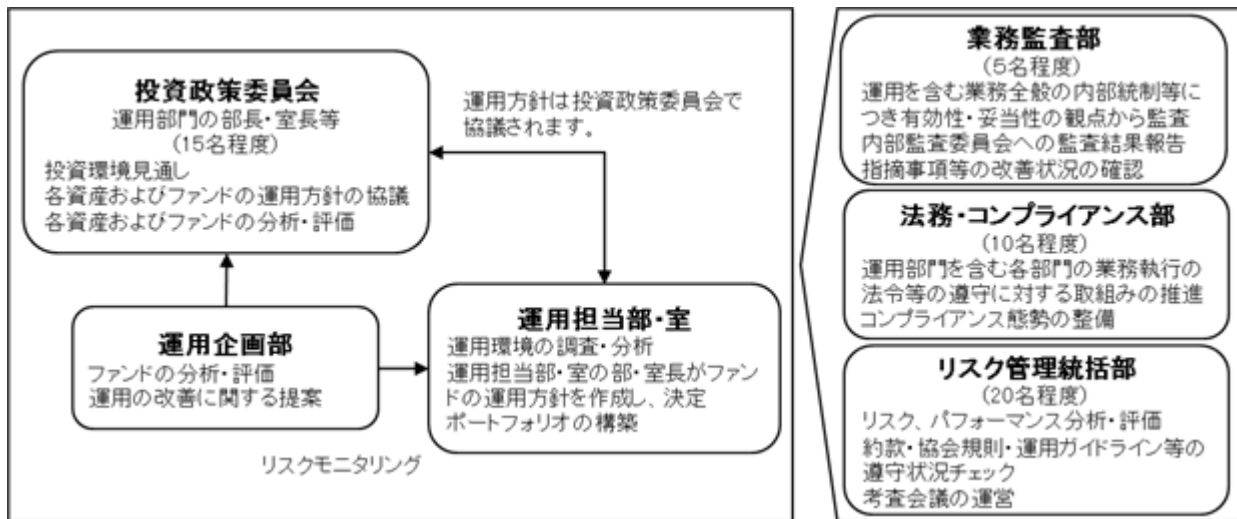 投資政策委員会
運用部門の部長・室長等
(15名程度)
投資環境見通し
各資産およびファンドの運用方針の協議
各資産およびファンドの分析・評価
運用方針は投資政策委員会で
協議されます。
運用企画部
ファンドの分析・評価
運用の改善に関する提案
運用担当部・室
運用環境の調査・分析
運用担当部・室の部・室長がファン
ドの運用方針を作成し、決定
ポートフォリオの構築
リスクモニタリング
業務監査部
(5名程度)
運用を含む業務全般の内部統制等に
つき有効性・妥当性の観点から監査
内部監査委員会への監査結果報告
指摘事項等の改善状況の確認
法務・コンプライアンス部
(10名程度)
運用部門を含む各部門の業務執行の
法令等の遵守に対する取組みの推進
コンプライアンス態勢の整備
リスク管理統括部
(20名程度)
リスク、パフォーマンス分析・評価
約款・協会規則・運用ガイドライン等の
遵守状況チェック
考査会議の運営